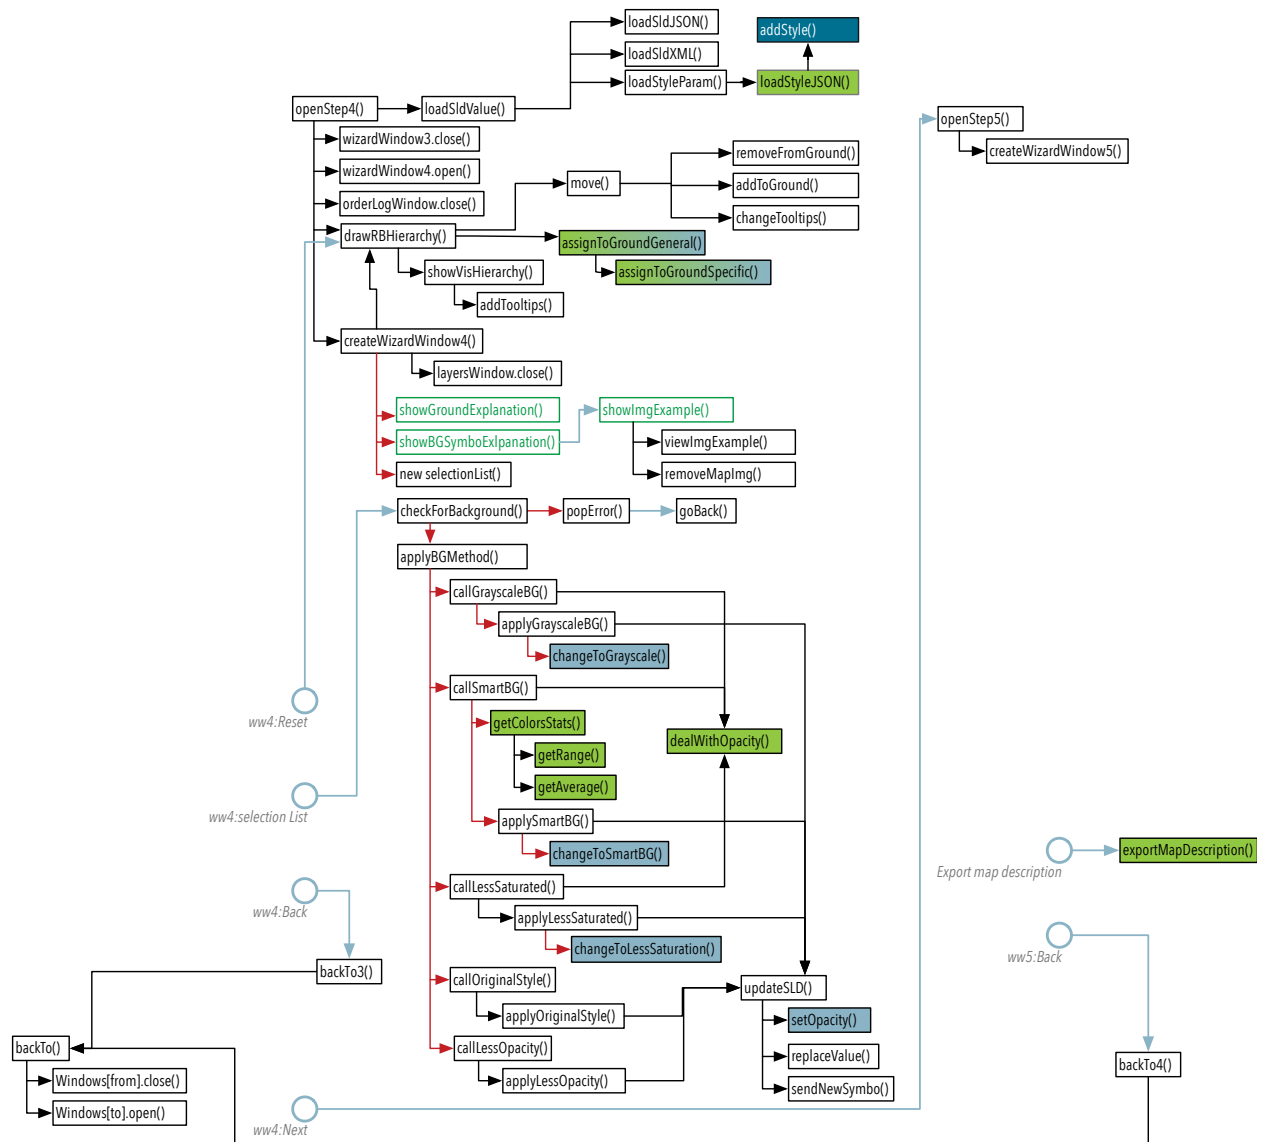 loadSldJSON()
addStyle()
loadSldXML()
loadStyleParam()
loadStyleJSON()
openStep4()
loadSldValue()
openStep5()
wizardWindow3.close()
createWizardWindow5()
removeFromGround()
wizardWindow4.open()
move()
addToGround()
orderLogWindow.close()
changeTooltips()
drawRBHierarchy()
assignToGroundGeneral()
showVisHierarchy()
assignToGroundSpecific()
addTooltips()
createWizardWindow4()
layersWindow.close()
showGroundExplanation()
showImgExample()
showBGSymboExlpanation()
viewImgExample()
new selectionList()
removeMapImg()
checkForBackground()
popError()
goBack()
applyBGMethod()
callGrayscaleBG()
applyGrayscaleBG()
changeToGrayscale()
callSmartBG()
ww4:Reset
getColorsStats()
dealWithOpacity()
getRange()
getAverage()
ww4:selection List
applySmartBG()
changeToSmartBG()
exportMapDescription()
Export map description
callLessSaturated()
ww4:Back
applyLessSaturated()
changeToLessSaturation()
ww5:Back
backTo3()
callOriginalStyle()
updateSLD()
applyOriginalStyle()
setOpacity()
backTo()
callLessOpacity()
replaceValue()
backTo4()
Windows[from].close()
applyLessOpacity()
sendNewSymbo()
Windows[to].open()
ww4:Next